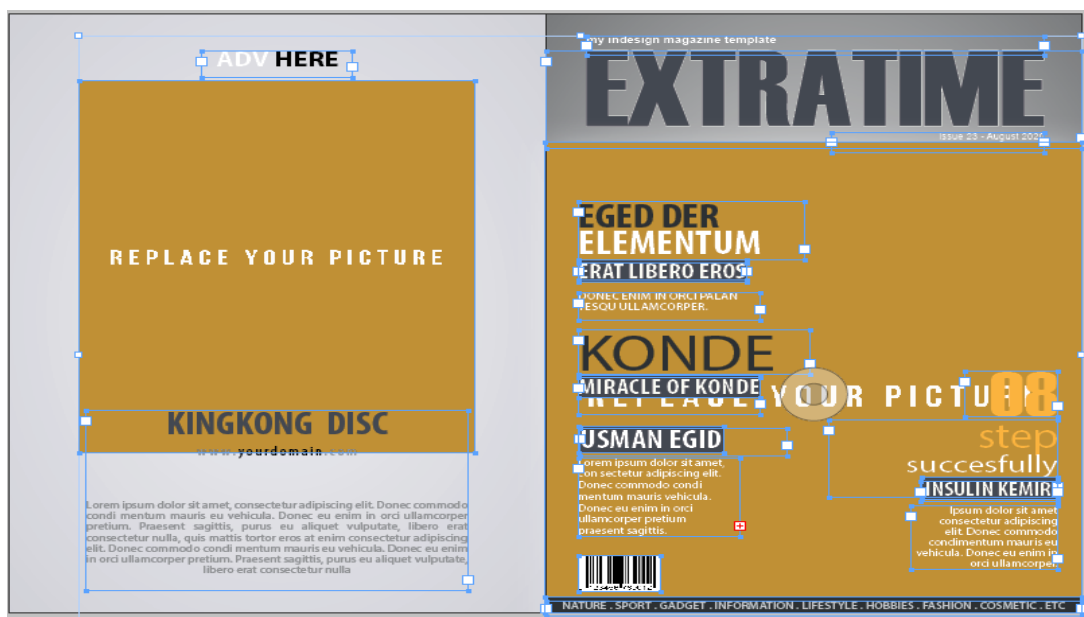 ADV HERE
REPLACE YOUR PICTURE
KINGKONG DISC
www.yourdomain.com
Lorem ipsum dolor sit amet, consectetur adipiscing elit. Donec commodo
condi mentum mauris eu vehicula. Donec eu enim in orci ullamcorper
pretium. Praesent sagittis, purus eu aliquet vulputate, libero erat
consectetur nulla, quis mattis tortor eros at enim consectetur adipiscing
elit. Donec commodo condi mentum mauris eu vehicula. Donec eu enim
in orci ullamcorper pretium. Praesent sagittis, purus eu aliquet vulputate,
libero erat consectetur nulla
my indesign magazine template
EXTRATIME
Issue 23 - August 202
EGED DER
ELEMENTUM
ERAT LIBERO EROS
DONEC ENIM IN ORCI PALAN
PESQU ULLAMCORPER.
KONDE
MIRACLE OF KONDE
REPLACE YOUR PICTURE
USMAN EGID
Lorem ipsum dolor sit amet,
con sectetur adipiscing elit.
Donec commodo condi
mentum mauris vehicula.
Donec eu enim in orci
ullamcorper pretium
praesent sagittis.
08
step
succesfully
INSULIN KEMIRI
Ipsum dolor sit amet
consectetur adipiscing
elit. Donec commodo
condimentum mauris eu
vehicula. Donec eu enim in
orci ullamcorper.
NATURE . SPORT . GADGET . INFORMATION . LIFESTYLE . HOBBIES . FASHION . COSMETIC . ETC